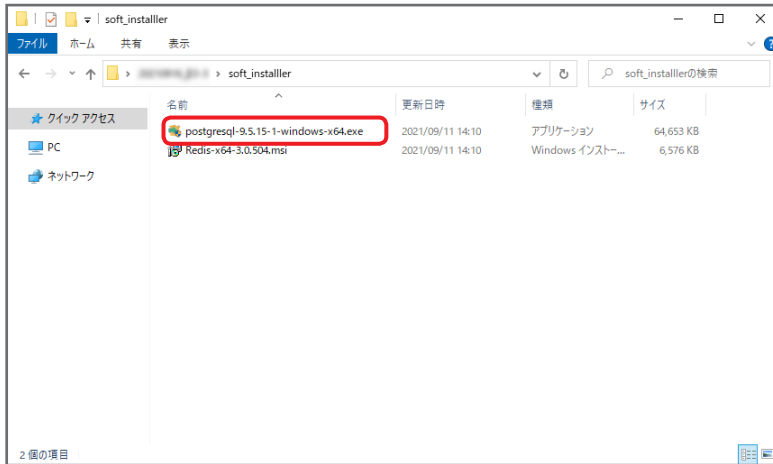 soft_installler
ファイル ホーム 共有 表示
soft_installler soft_installlerの検索
クイック アクセス
PC
ネットワーク
名前 更新日時 種類 サイズ
postgresql-9.5.15-1-windows-x64.exe 2021/09/11 14:10 アプリケーション 64,653 KB
Redis-x64-3.0.504.msi 2021/09/11 14:10 Windows インストー... 6,576 KB
2 個の項目